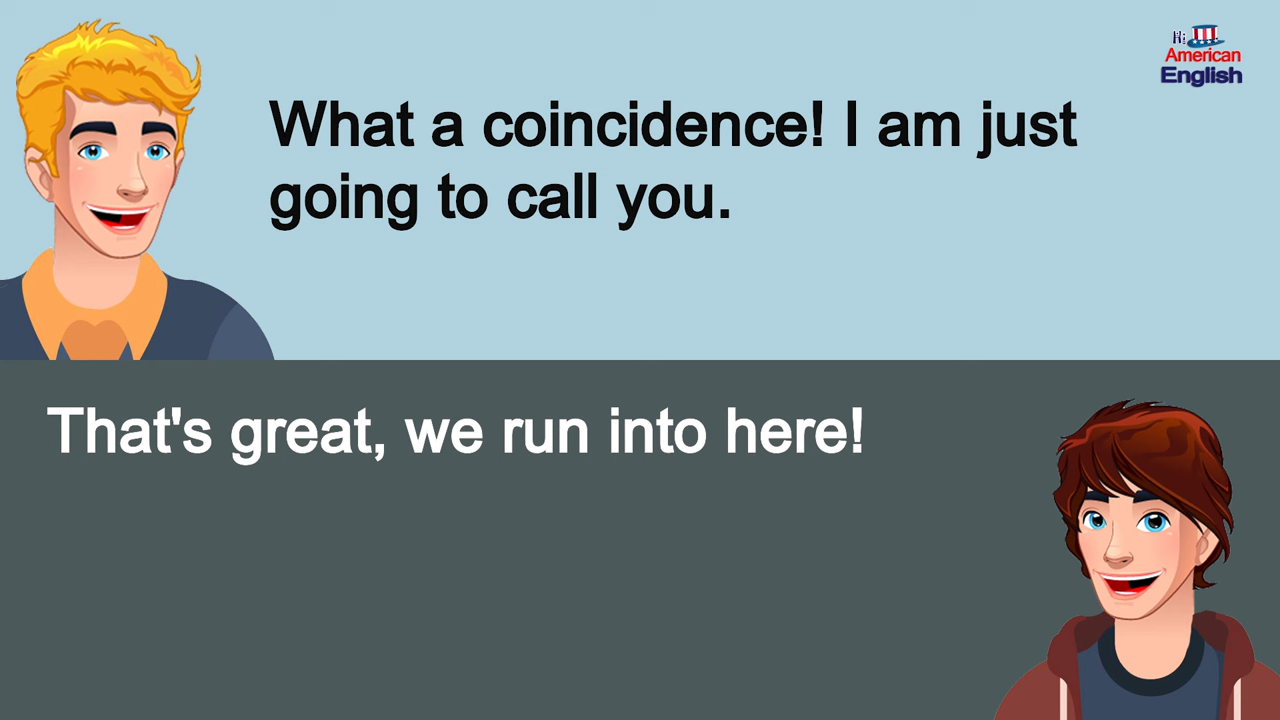 Hi
American
English
What a coincidence! I am just
going to call you.
That's great, we run into here!